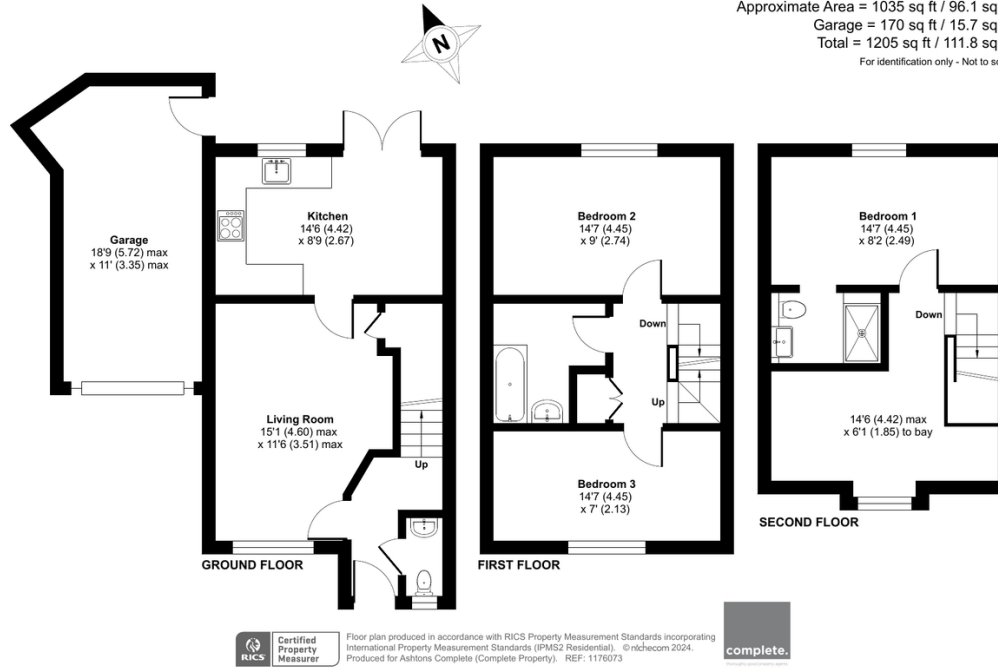 Approximate Area = 1035 sq ft / 96.1 sq
Garage = 170 sq ft / 15.7 sq
Total = 1205 sq ft / 111.8 sq
For identification only - Not to sc
N
Garage
18'9 (5.72) max
x 11' (3.35) max
Kitchen
14'6 (4.42)
x 8'9 (2.67)
Living Room
15'1 (4.60) max
x 11'6 (3.51) max
Up
GROUND FLOOR
Bedroom 2
14'7 (4.45)
x 9' (2.74)
Down
Up
Bedroom 3
14'7 (4.45)
x 7' (2.13)
FIRST FLOOR
Bedroom 1
14'7 (4.45)
x 8'2 (2.49)
Down
14'6 (4.42) max
x 6'1 (1.85) to bay
SECOND FLOOR
RICS
Certified
Property
Measurer
Floor plan produced in accordance with RICS Property Measurement Standards incorporating
International Property Measurement Standards (IPMS2 Residential). © ntchecom 2024.
Produced for Ashtons Complete (Complete Property). REF: 1176073
complete.